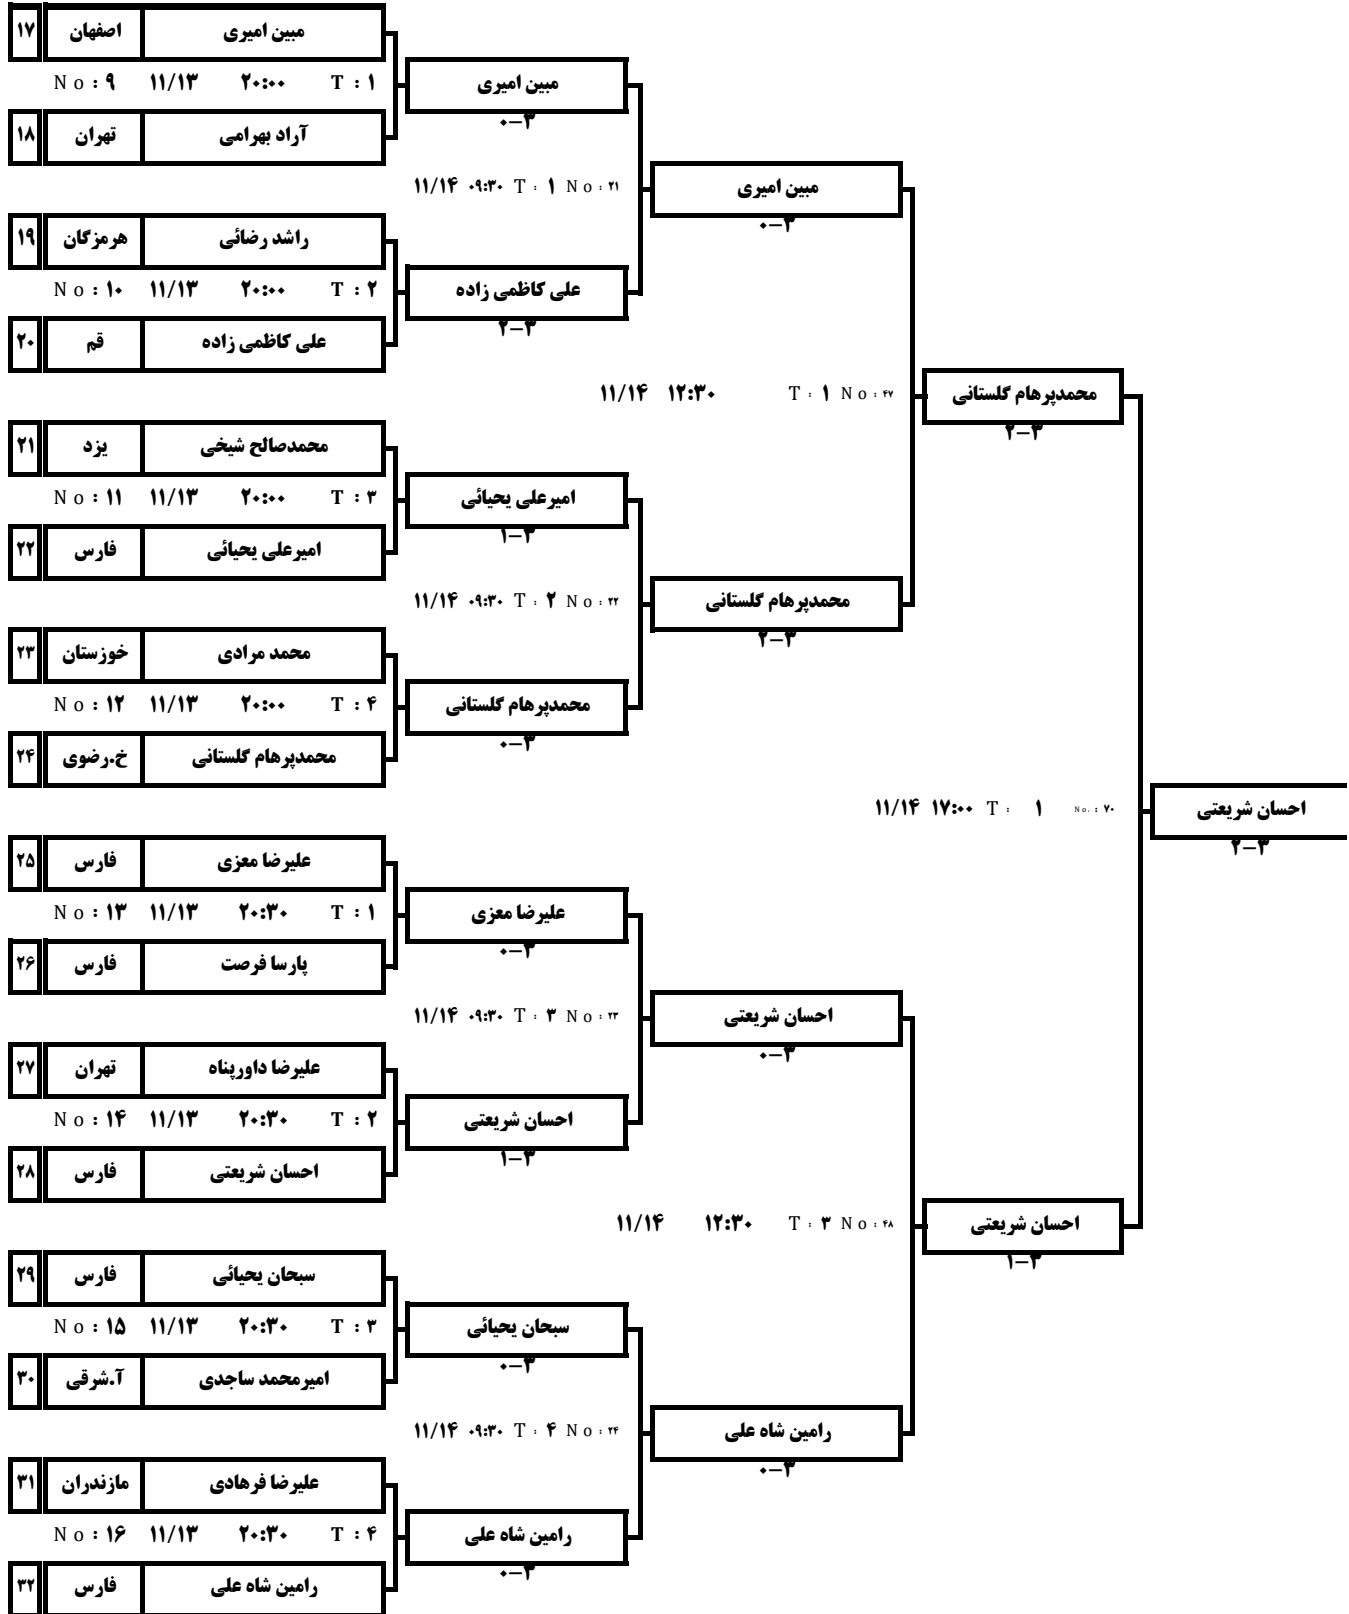 ۱۷ اصفهان مبین امیری
No : ۹ ۱۱/۱۳ ۲۰:۰۰ T : ۱
مبین امیری
۰-۳
۱۸ تهران آراد بهرامی
۱۱/۱۴ ۰۹:۳۰ T : ۱ No : ۲۱
مبین امیری
۰-۳
۱۹ هرمزگان راشد رضائی
No : ۱۰ ۱۱/۱۳ ۲۰:۰۰ T : ۲
علی کاظمی زاده
۲-۳
۲۰ قم علی کاظمی زاده
۱۱/۱۴ ۱۲:۳۰ T : ۱ No : ۴۷
محمدپرهام گلستانی
۲-۳
۲۱ یزد محمدصالح شیخی
No : ۱۱ ۱۱/۱۳ ۲۰:۰۰ T : ۳
امیرعلی یحیائی
۱-۳
۲۲ فارس امیرعلی یحیائی
۱۱/۱۴ ۰۹:۳۰ T : ۲ No : ۲۲
محمدپرهام گلستانی
۲-۳
۲۳ خوزستان محمد مرادی
No : ۱۲ ۱۱/۱۳ ۲۰:۰۰ T : ۴
محمدپرهام گلستانی
۰-۳
۲۴ خ.رضوی محمدپرهام گلستانی
۱۱/۱۴ ۱۷:۰۰ T : ۱ No. : ۷۰
احسان شریعتی
۲-۳
۲۵ فارس علیرضا معزی
No : ۱۳ ۱۱/۱۳ ۲۰:۳۰ T : ۱
علیرضا معزی
۰-۳
۲۶ فارس پارسا فرصت
۱۱/۱۴ ۰۹:۳۰ T : ۳ No : ۲۳
احسان شریعتی
۰-۳
۲۷ تهران علیرضا داورپناه
No : ۱۴ ۱۱/۱۳ ۲۰:۳۰ T : ۲
احسان شریعتی
۱-۳
۲۸ فارس احسان شریعتی
۱۱/۱۴ ۱۲:۳۰ T : ۳ No : ۴۸
احسان شریعتی
۱-۳
۲۹ فارس سبحان یحیائی
No : ۱۵ ۱۱/۱۳ ۲۰:۳۰ T : ۳
سبحان یحیائی
۰-۳
۳۰ آ.شرقی امیرمحمد ساجدی
۱۱/۱۴ ۰۹:۳۰ T : ۴ No : ۲۴
رامین شاه علی
۰-۳
۳۱ مازندران علیرضا فرهادی
No : ۱۶ ۱۱/۱۳ ۲۰:۳۰ T : ۴
رامین شاه علی
۰-۳
۳۲ فارس رامین شاه علی